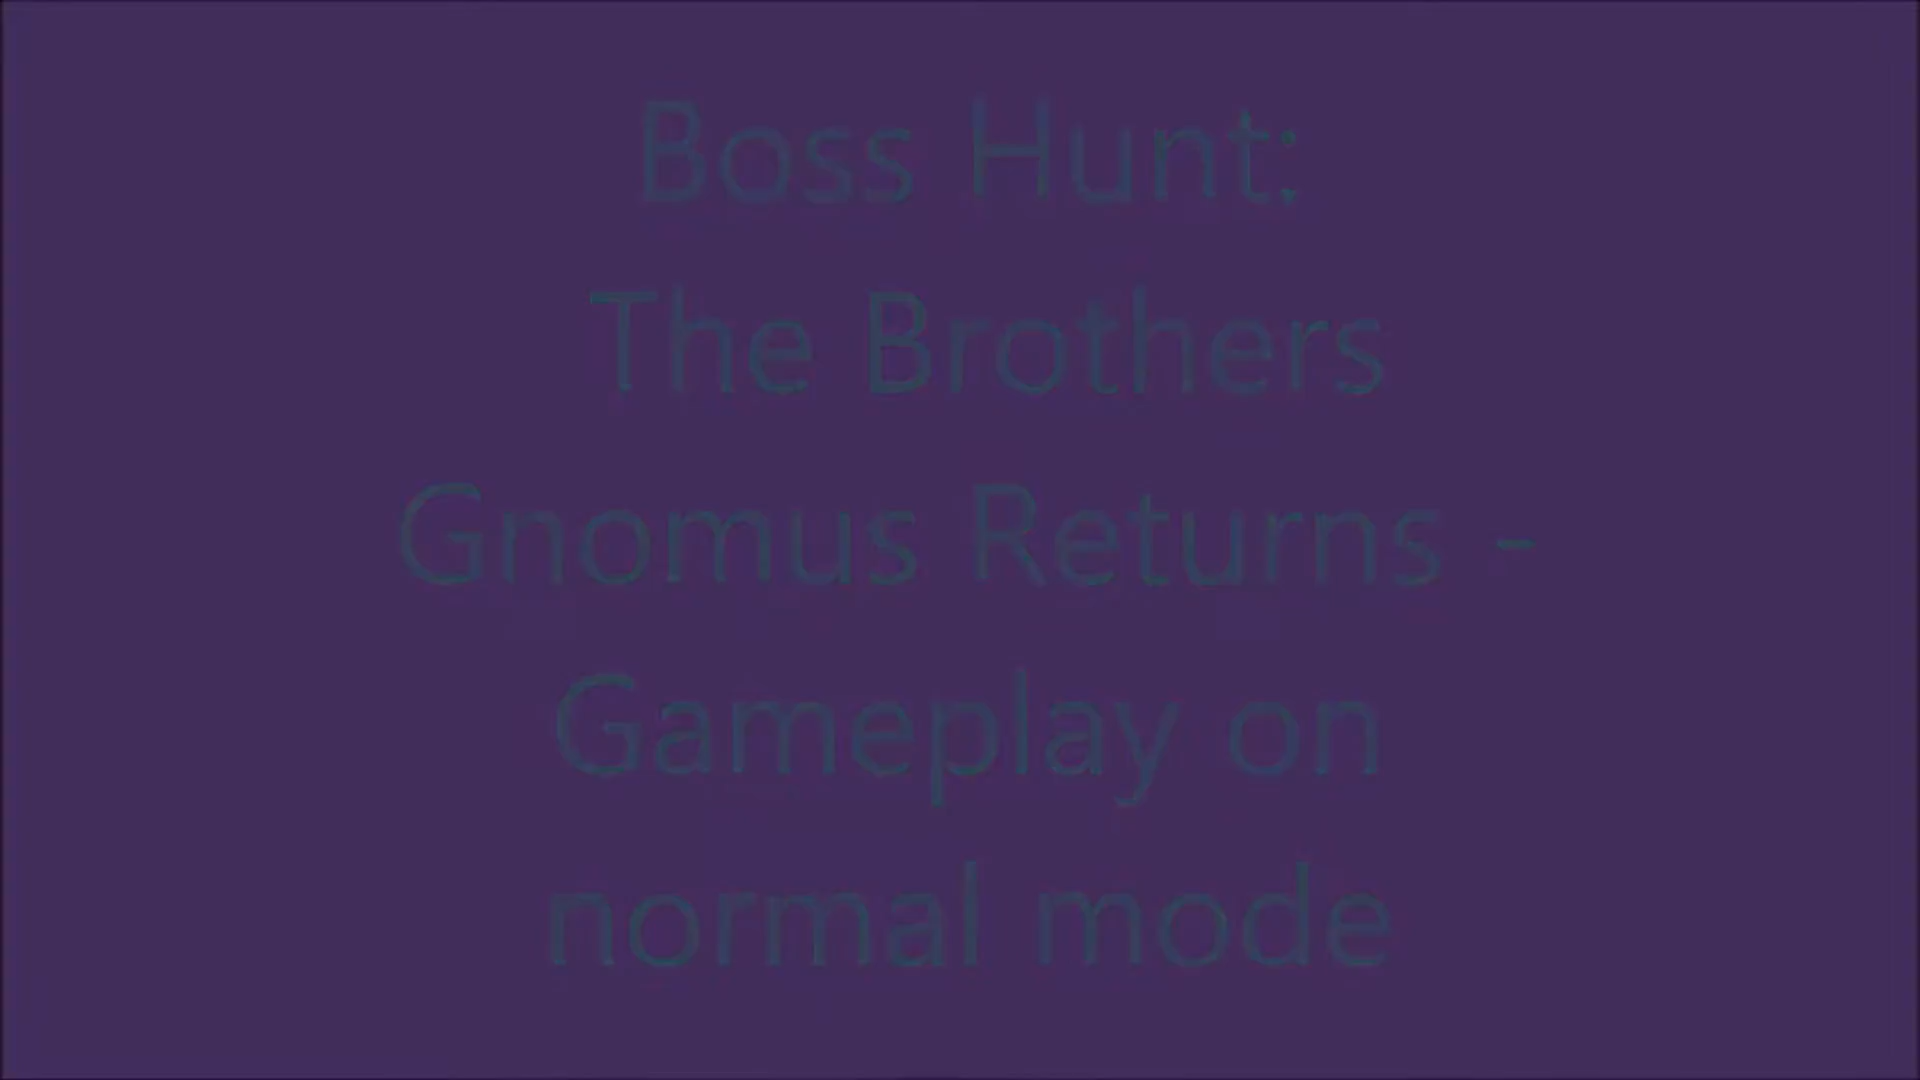 Boss Hunt:
The Brothers
Gnomus Returns -
Gameplay on
normal mode